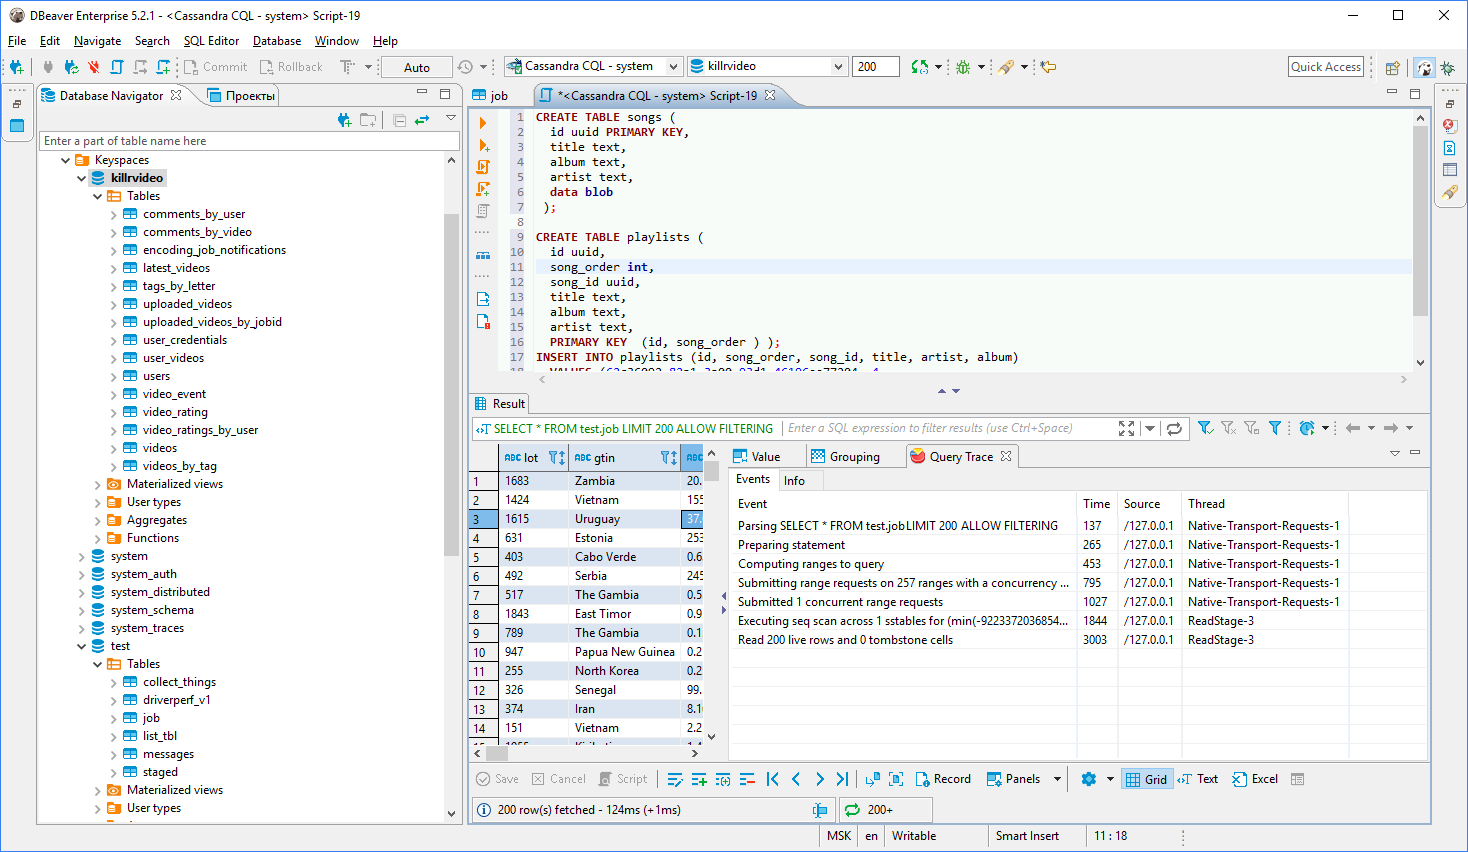 DBeaver Enterprise 5.2.1 - <Cassandra CQL - system> Script-19
File Edit Navigate Search SQL Editor Database Window Help
Commit Rollback Auto Cassandra CQL - system killrvideo 200 Quick Access
Database Navigator Проекты
Enter a part of table name here
Keyspaces
killrvideo
Tables
comments_by_user
comments_by_video
encoding_job_notifications
latest_videos
tags_by_letter
uploaded_videos
uploaded_videos_by_jobid
user_credentials
user_videos
users
video_event
video_rating
video_ratings_by_user
videos
videos_by_tag
Materialized views
User types
Aggregates
Functions
system
system_auth
system_distributed
system_schema
system_traces
test
Tables
collect_things
driverperf_v1
job
list_tbl
messages
staged
Materialized views
User types
job *<Cassandra CQL - system> Script-19
1 CREATE TABLE songs (
2 id uuid PRIMARY KEY,
3 title text,
4 album text,
5 artist text,
6 data blob
7 );
8
9 CREATE TABLE playlists (
10 id uuid,
11 song_order int,
12 song_id uuid,
13 title text,
14 album text,
15 artist text,
16 PRIMARY KEY (id, song_order ) );
17 INSERT INTO playlists (id, song_order, song_id, title, artist, album)
Result
SELECT * FROM test.job LIMIT 200 ALLOW FILTERING Enter a SQL expression to filter results (use Ctrl+Space)
ABC lot ABC gtin ABC
1 1683 Zambia 20.
2 1424 Vietnam 155
3 1615 Uruguay 37.
4 631 Estonia 253
5 403 Cabo Verde 0.6
6 492 Serbia 245
7 517 The Gambia 0.5
8 1843 East Timor 0.9
9 789 The Gambia 0.1
10 947 Papua New Guinea 0.2
11 255 North Korea 0.2
12 326 Senegal 99.
13 374 Iran 8.1
14 151 Vietnam 2.2
Value Grouping Query Trace
Events Info
Event Time Source Thread
Parsing SELECT * FROM test.job LIMIT 200 ALLOW FILTERING 137 /127.0.0.1 Native-Transport-Requests-1
Preparing statement 265 /127.0.0.1 Native-Transport-Requests-1
Computing ranges to query 453 /127.0.0.1 Native-Transport-Requests-1
Submitting range requests on 257 ranges with a concurrency ... 795 /127.0.0.1 Native-Transport-Requests-1
Submitted 1 concurrent range requests 1027 /127.0.0.1 Native-Transport-Requests-1
Executing seq scan across 1 sstables for (min(-9223372036854... 1844 /127.0.0.1 ReadStage-3
Read 200 live rows and 0 tombstone cells 3003 /127.0.0.1 ReadStage-3
Save Cancel Script Record Panels Grid Text Excel
200 row(s) fetched - 124ms (+1ms) 200+
MSK en Writable Smart Insert 11 : 18